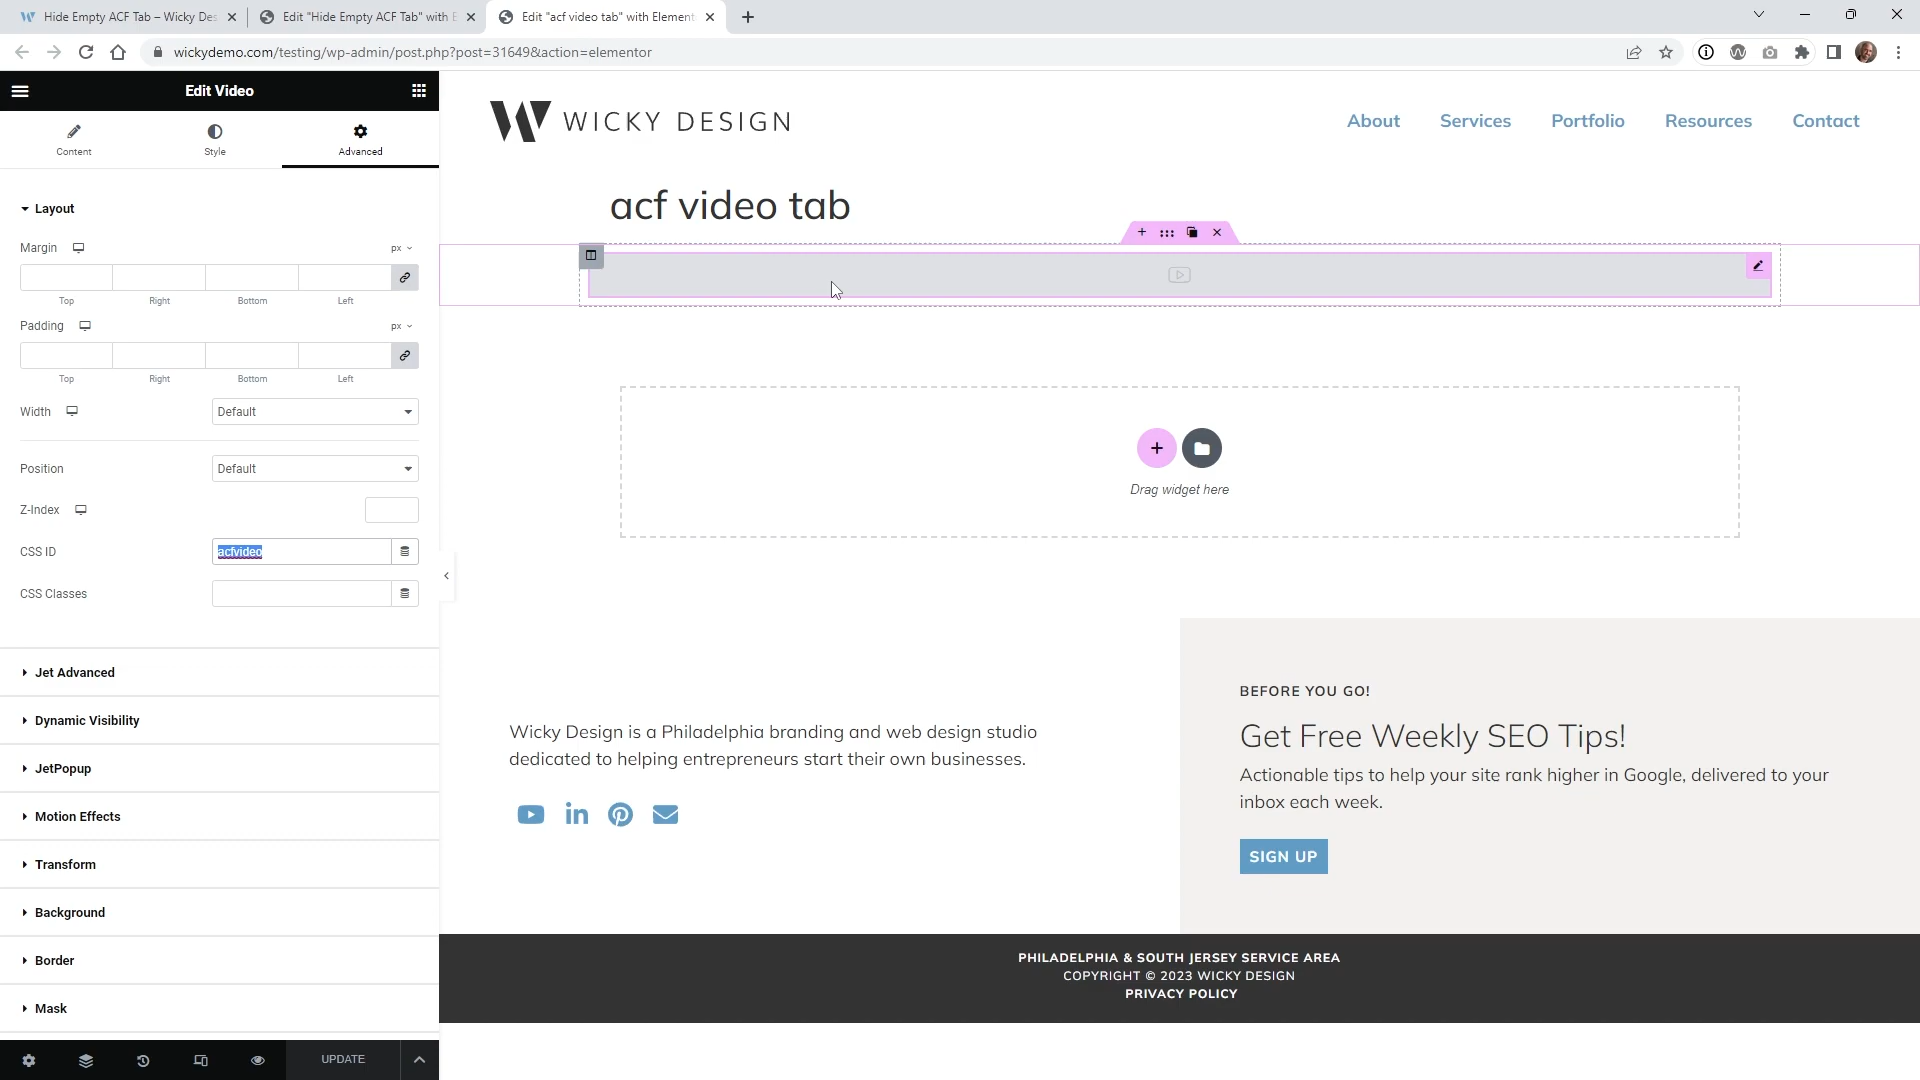 Hide Empty ACF Tab – Wicky Des
Edit "Hide Empty ACF Tab" with E
Edit "acf video tab" with Element
wickydemo.com/testing/wp-admin/post.php?post=31649&action=elementor
Edit Video
Content
Style
Advanced
Layout
Margin
px
Top
Right
Bottom
Left
Padding
px
Top
Right
Bottom
Left
Width
Default
Position
Default
Z-Index
CSS ID
acfvideo
CSS Classes
Jet Advanced
Dynamic Visibility
JetPopup
Motion Effects
Transform
Background
Border
Mask
UPDATE
WICKY DESIGN
About
Services
Portfolio
Resources
Contact
acf video tab
Drag widget here
Wicky Design is a Philadelphia branding and web design studio
dedicated to helping entrepreneurs start their own businesses.
BEFORE YOU GO!
Get Free Weekly SEO Tips!
Actionable tips to help your site rank higher in Google, delivered to your
inbox each week.
SIGN UP
PHILADELPHIA & SOUTH JERSEY SERVICE AREA
COPYRIGHT © 2023 WICKY DESIGN
PRIVACY POLICY